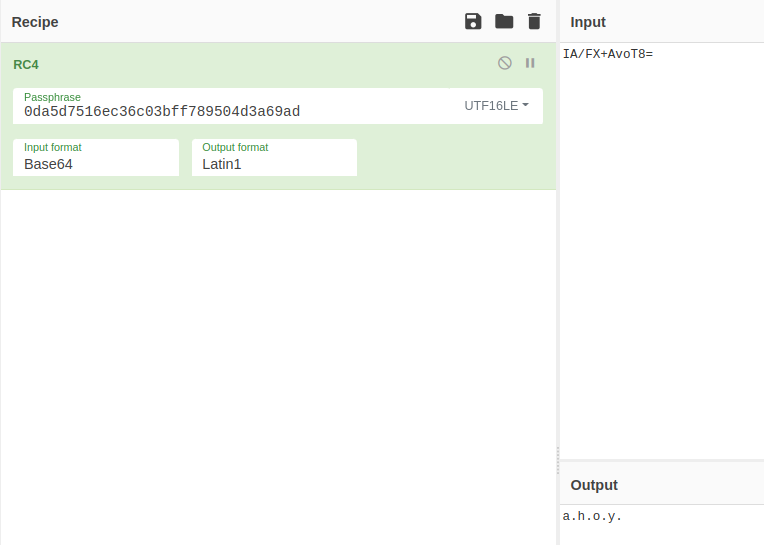 Recipe
RC4
Passphrase
0da5d7516ec36c03bff789504d3a69ad
UTF16LE
Input format
Base64
Output format
Latin1
Input
IA/FX+AvoT8=
Output
a.h.o.y.